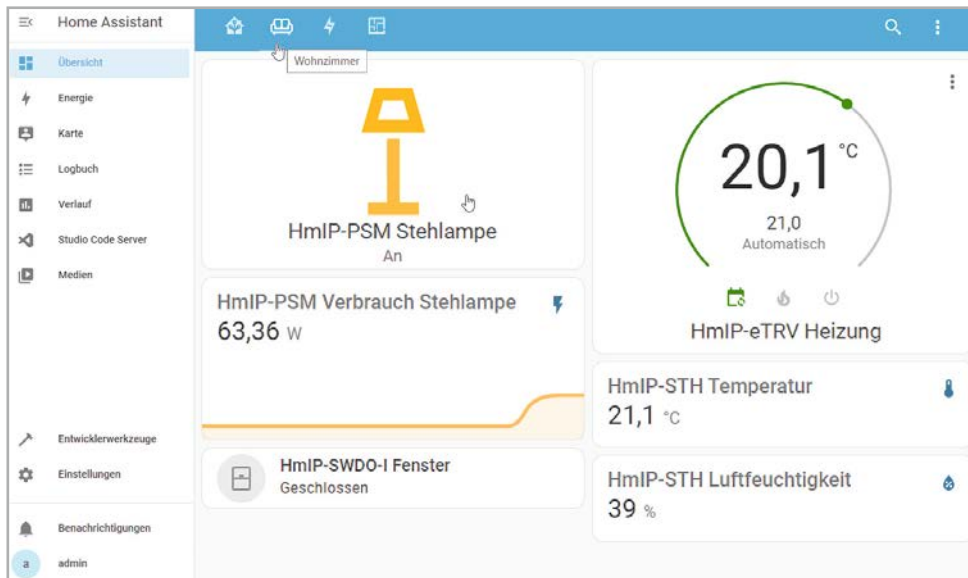 Home Assistant
Übersicht
Energie
Karte
Logbuch
Verlauf
Studio Code Server
Medien
Entwicklerwerkzeuge
Einstellungen
Benachrichtigungen
a admin
Wohnzimmer
HmIP-PSM Stehlampe
An
HmIP-PSM Verbrauch Stehlampe
63,36 W
HmIP-SWDO-I Fenster
Geschlossen
20,1 °C
21,0
Automatisch
HmIP-eTRV Heizung
HmIP-STH Temperatur
21,1 °C
HmIP-STH Luftfeuchtigkeit
39 %